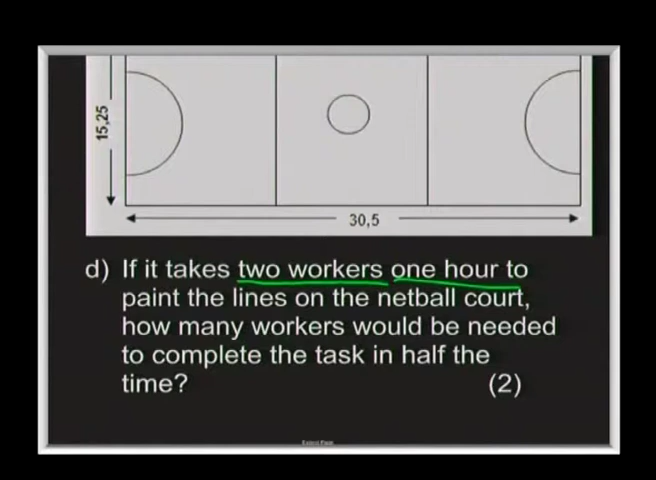 15,25
30,5
d) If it takes two workers one hour to
paint the lines on the netball court,
how many workers would be needed
to complete the task in half the
time? (2)